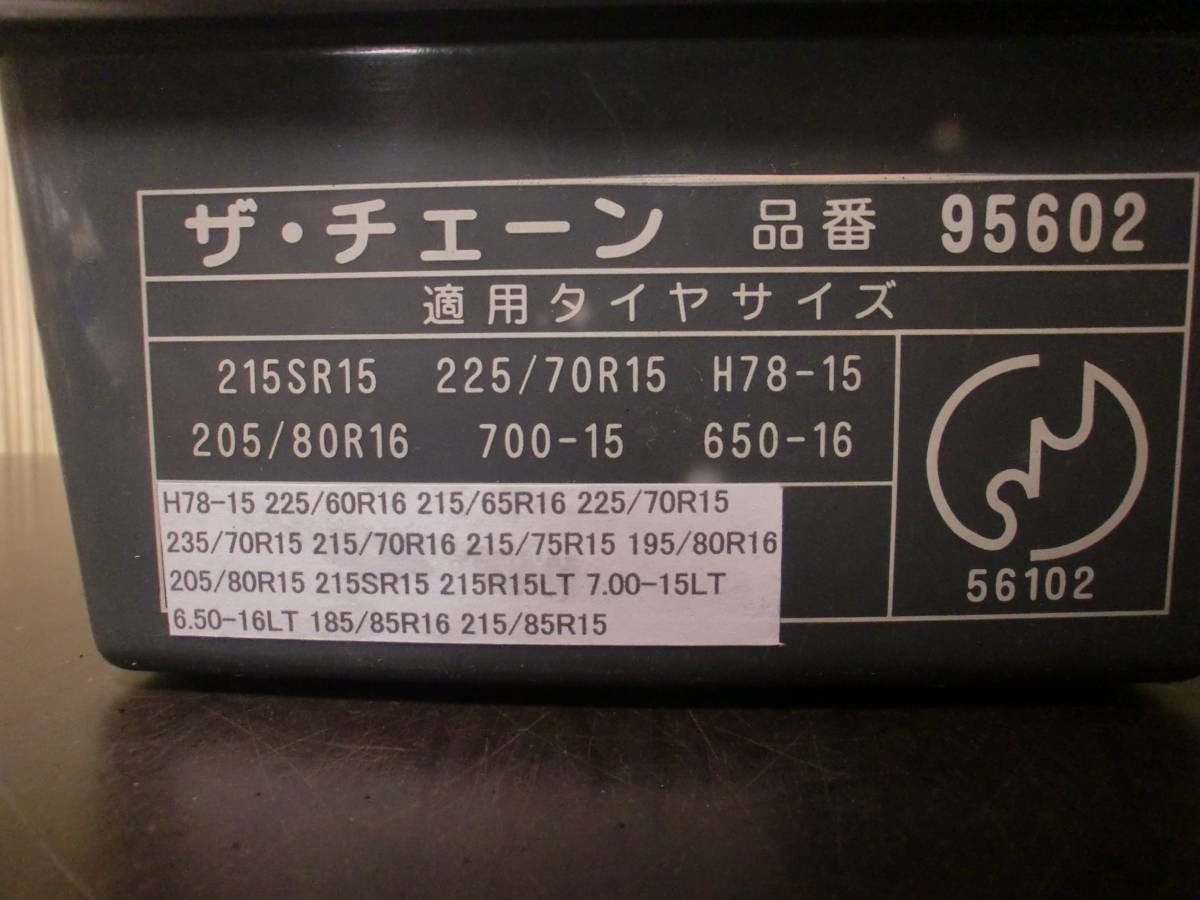 ザ・チェーン 品番 95602
適用タイヤサイズ
215SR15 225/70R15 H78-15
205/80R16 700-15 650-16
H78-15 225/60R16 215/65R16 225/70R15
235/70R15 215/70R16 215/75R15 195/80R16
205/80R15 215SR15 215R15LT 7.00-15LT
6.50-16LT 185/85R16 215/85R15
56102